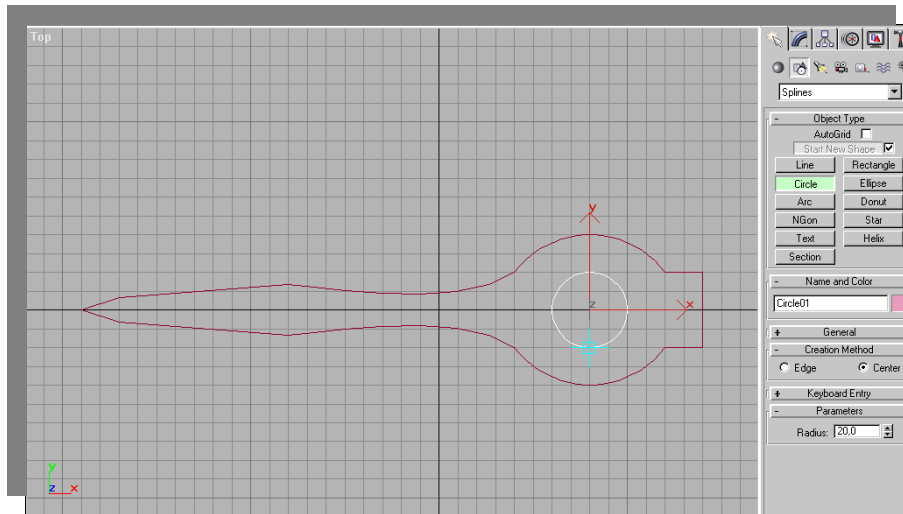 Top
Splines
- Object Type
AutoGrid
Start New Shape
Line Rectangle
Circle Ellipse
Arc Donut
NGon Star
Text Helix
Section
- Name and Color
Circle01
+ General
- Creation Method
Edge Center
+ Keyboard Entry
- Parameters
Radius: 20,0
y
z x
y
z x